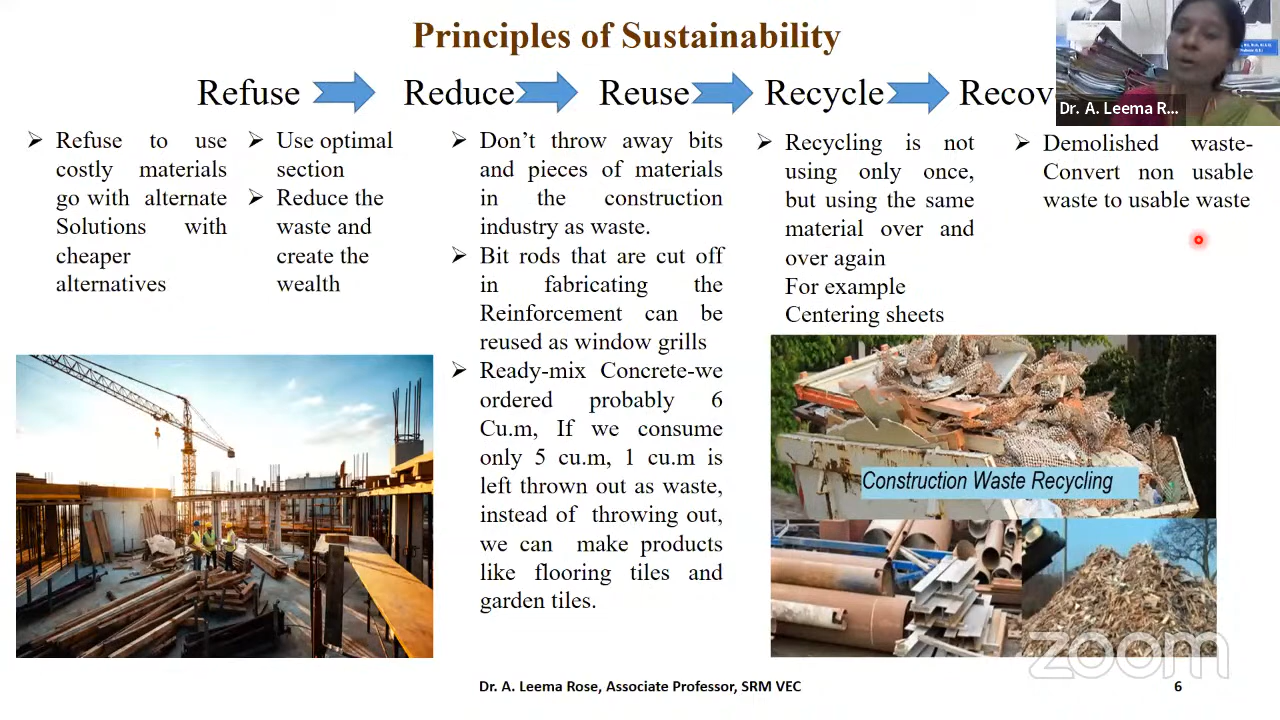 Principles of Sustainability
Refuse Reduce Reuse Recycle Recov
Dr. A. Leema R...
➢ Refuse to use
costly materials
go with alternate
Solutions with
cheaper
alternatives
➢ Use optimal
section
➢ Reduce the
waste and
create the
wealth
➢ Don’t throw away bits
and pieces of materials
in the construction
industry as waste.
➢ Bit rods that are cut off
in fabricating the
Reinforcement can be
reused as window grills
➢ Ready-mix Concrete-we
ordered probably 6
Cu.m, If we consume
only 5 cu.m, 1 cu.m is
left thrown out as waste,
instead of throwing out,
we can make products
like flooring tiles and
garden tiles.
➢ Recycling is not
using only once,
but using the same
material over and
over again
For example
Centering sheets
➢ Demolished waste-
Convert non usable
waste to usable waste
Construction Waste Recycling
zoom
Dr. A. Leema Rose, Associate Professor, SRM VEC
6